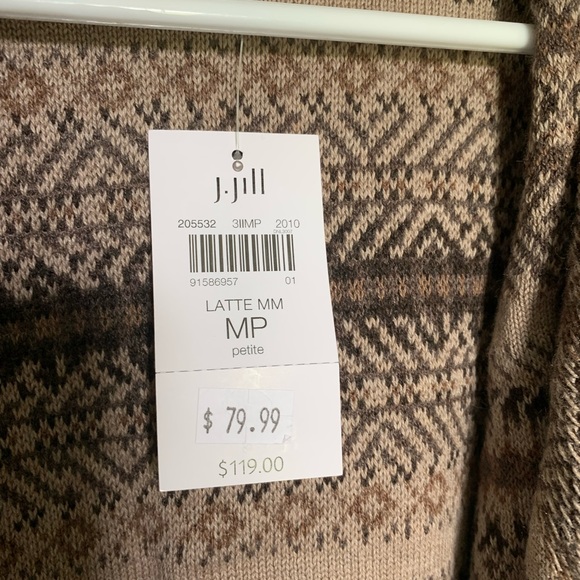 J.Jill
205532 3IIMP 2010
91586957 01
LATTE MM
MP
petite
$ 79.99
$119.00